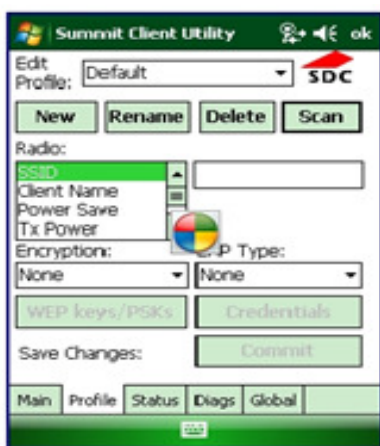 Summit Client Utility ok
Edit Profile: Default
SDC
New Rename Delete Scan
Radio:
SSID
Client Name
Power Save
Tx Power
Encryption: Type:
None None
WEP keys/PSKs Credentials
Save Changes: Commit
Main Profile Status Diags Global